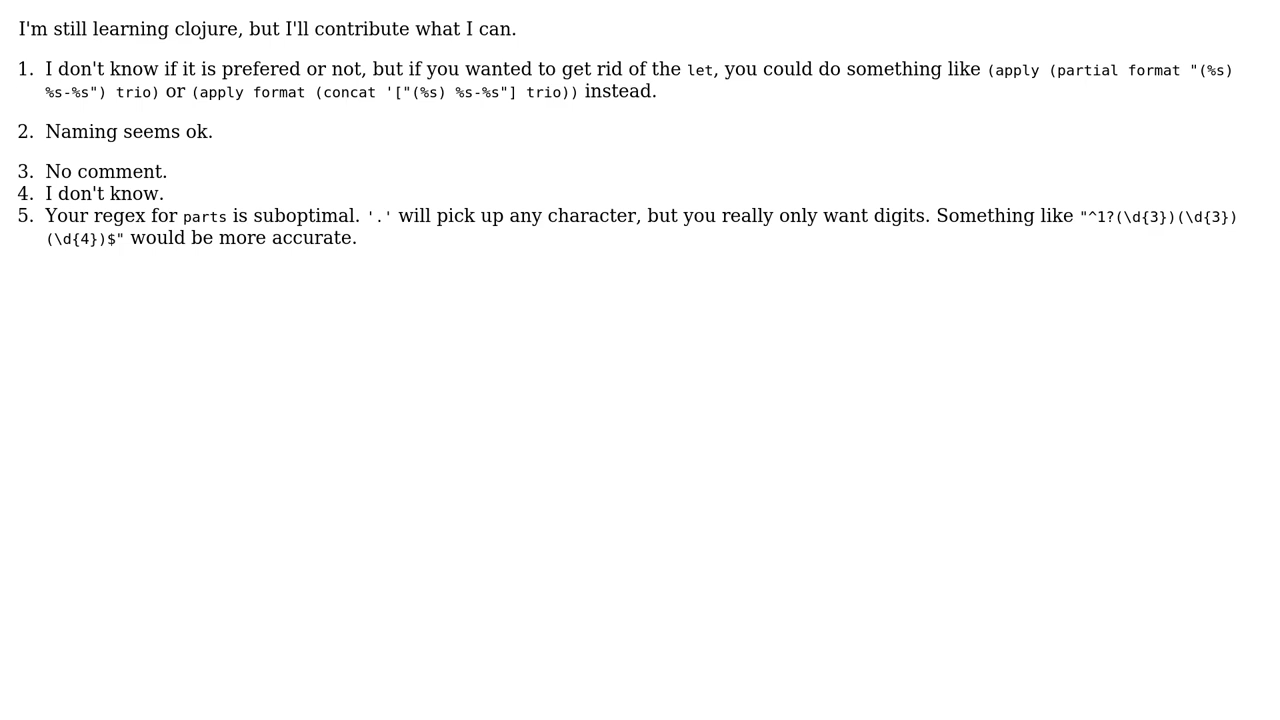 I'm still learning clojure, but I'll contribute what I can.
1. I don't know if it is prefered or not, but if you wanted to get rid of the let, you could do something like (apply (partial format "(%s)
%s-%s") trio) or (apply format (concat '["(%s) %s-%s"] trio)) instead.
2. Naming seems ok.
3. No comment.
4. I don't know.
5. Your regex for parts is suboptimal. '.' will pick up any character, but you really only want digits. Something like "^1?(\d{3})(\d{3})
(\d{4})$" would be more accurate.